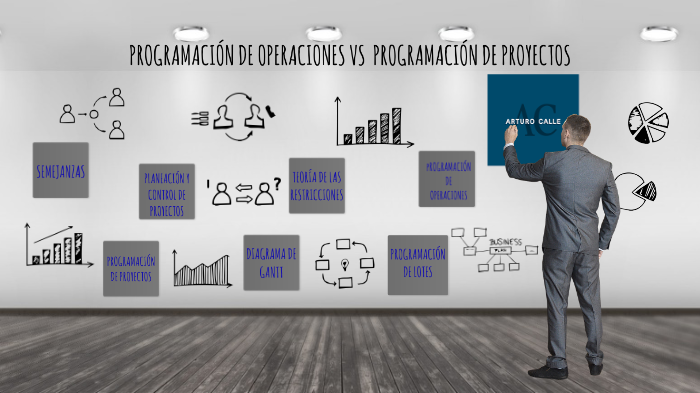 PROGRAMACIÓN DE OPERACIONES VS PROGRAMACIÓN DE PROYECTOS
AC
ARTURO CALLE
SEMEJANZAS
PLANEACIÓN Y
CONTROL DE
PROYECTOS
TEORÍA DE LAS
RESTRICCIONES
PROGRAMACIÓN
DE
OPERACIONES
PROGRAMACIÓN
DE PROYECTOS
DIAGRAMA DE
GANTT
PROGRAMACIÓN
DE LOTES
BUSINESS
PLAN
?